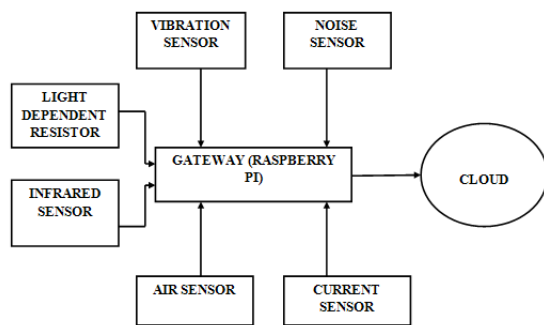 VIBRATION
SENSOR
NOISE
SENSOR
LIGHT
DEPENDENT
RESISTOR
GATEWAY (RASPBERRY
PI)
CLOUD
INFRARED
SENSOR
AIR SENSOR
CURRENT
SENSOR